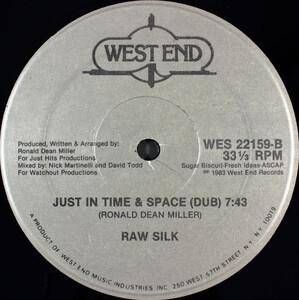 WEST END
Produced, Written & Arranged by:
Ronald Dean Miller
For Just Hits Productions
Mixed by: Nick Martinelli and David Todd
For Watchout Productions
WES 22159-B
33⅓ RPM
Sugar Biscuit-Fresh Ideas-ASCAP
℗ 1983 West End Records
JUST IN TIME & SPACE (DUB) 7:43
(RONALD DEAN MILLER)
RAW SILK
A PRODUCT OF WEST END MUSIC INDUSTRIES INC. 250 WEST 57TH STREET, N.Y. N.Y. 10019